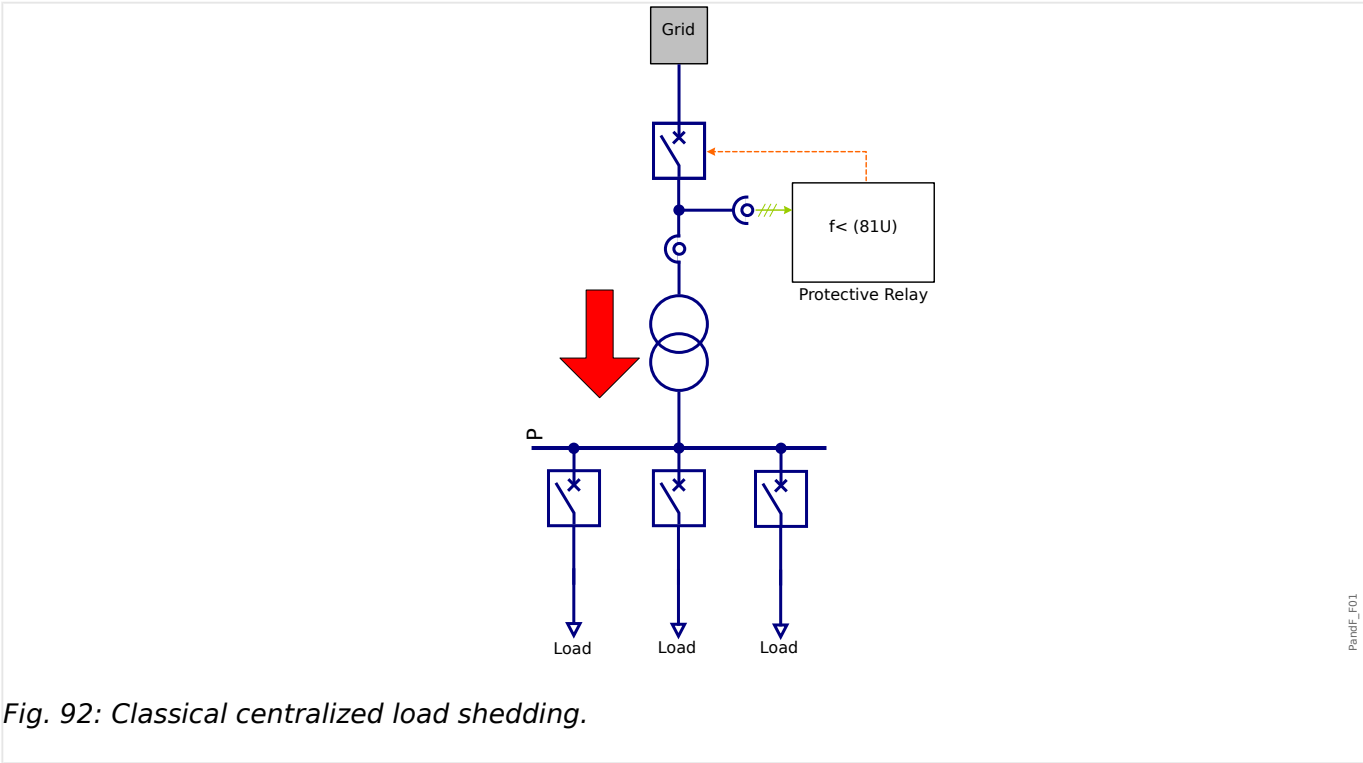 Grid
f< (81U)
Protective Relay
P
Load
Load
Load
PandF_F01
Fig. 92: Classical centralized load shedding.